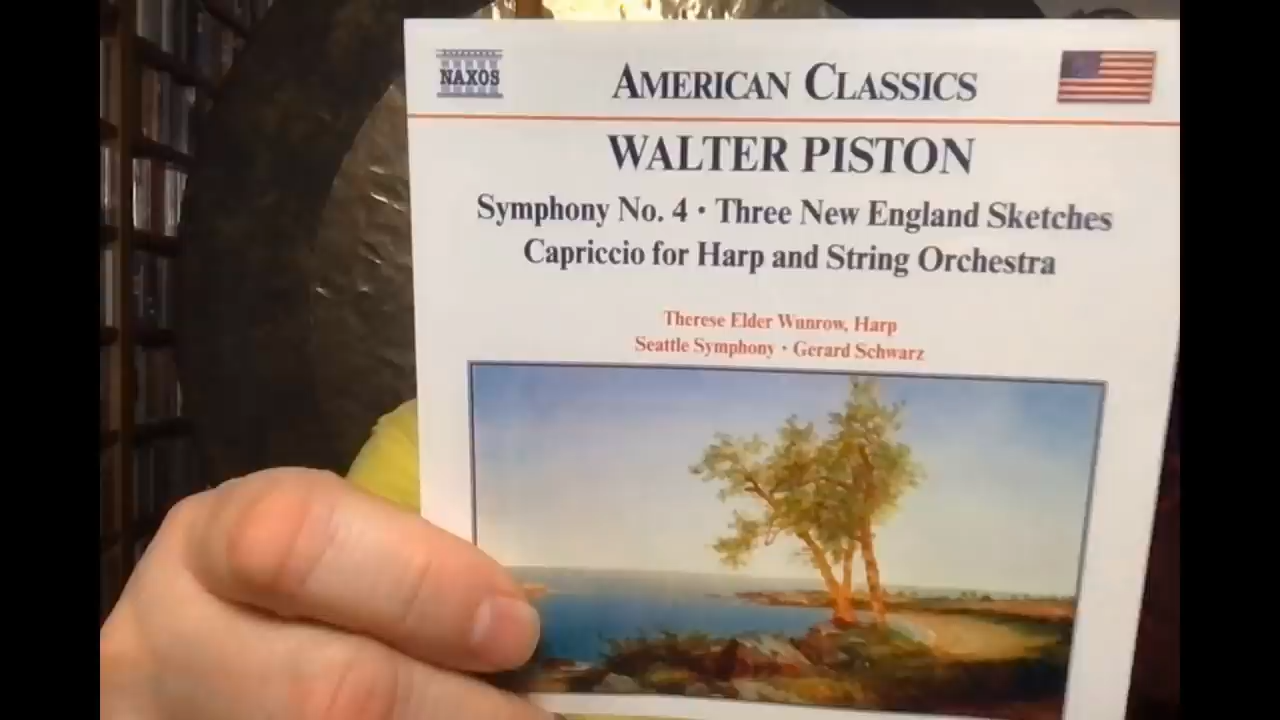 NAXOS
AMERICAN CLASSICS
WALTER PISTON
Symphony No. 4 · Three New England Sketches
Capriccio for Harp and String Orchestra
Therese Elder Wunrow, Harp
Seattle Symphony · Gerard Schwarz